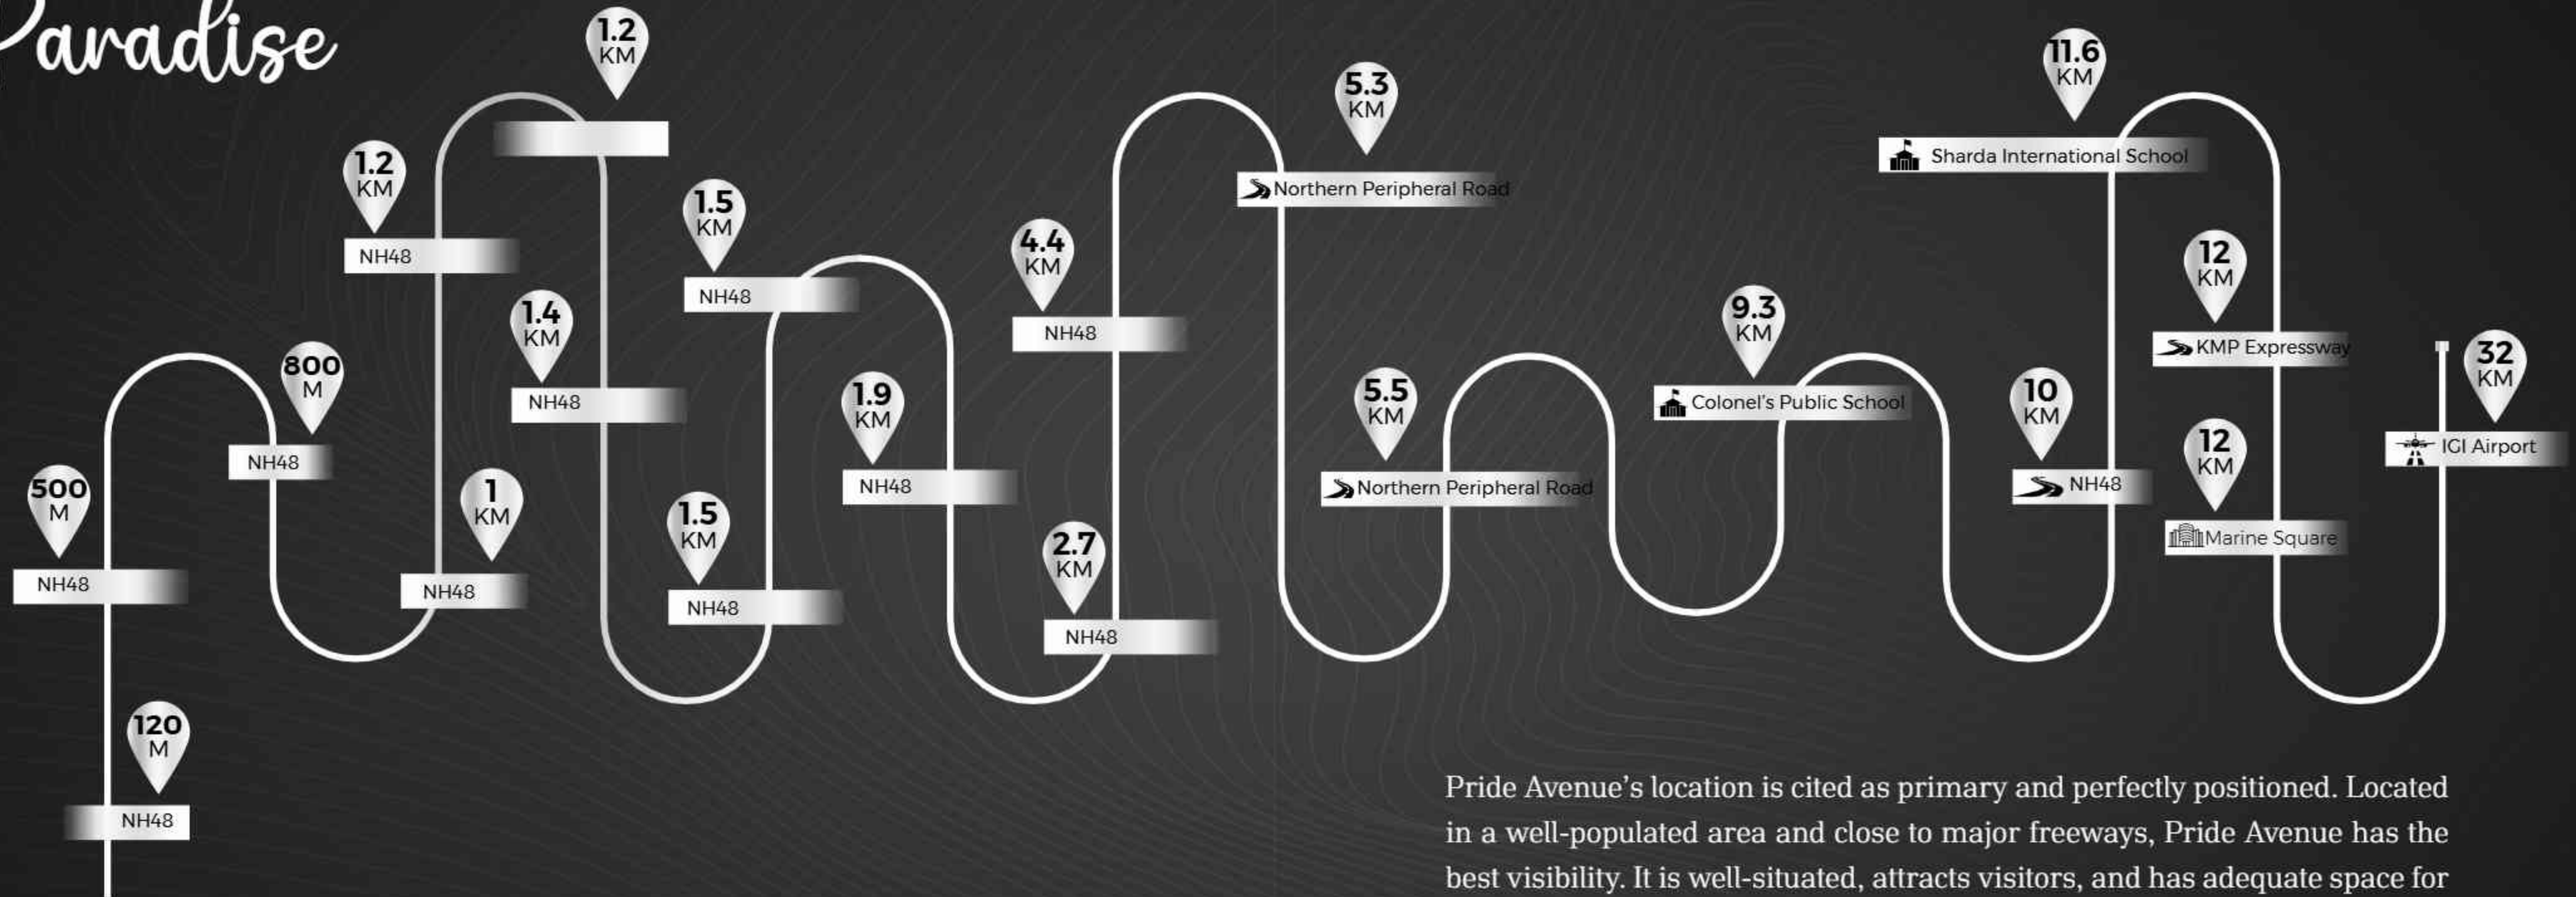 Paradise
120
M
NH48
500
M
NH48
800
M
NH48
1
KM
NH48
1.2
KM
NH48
1.2
KM
1.4
KM
NH48
1.5
KM
NH48
1.5
KM
NH48
1.9
KM
NH48
2.7
KM
NH48
4.4
KM
NH48
5.3
KM
Northern Peripheral Road
5.5
KM
Northern Peripheral Road
9.3
KM
Colonel's Public School
10
KM
NH48
11.6
KM
Sharda International School
12
KM
KMP Expressway
12
KM
Marine Square
32
KM
IGI Airport
Pride Avenue's location is cited as primary and perfectly positioned. Located
in a well-populated area and close to major freeways, Pride Avenue has the
best visibility. It is well-situated, attracts visitors, and has adequate space for